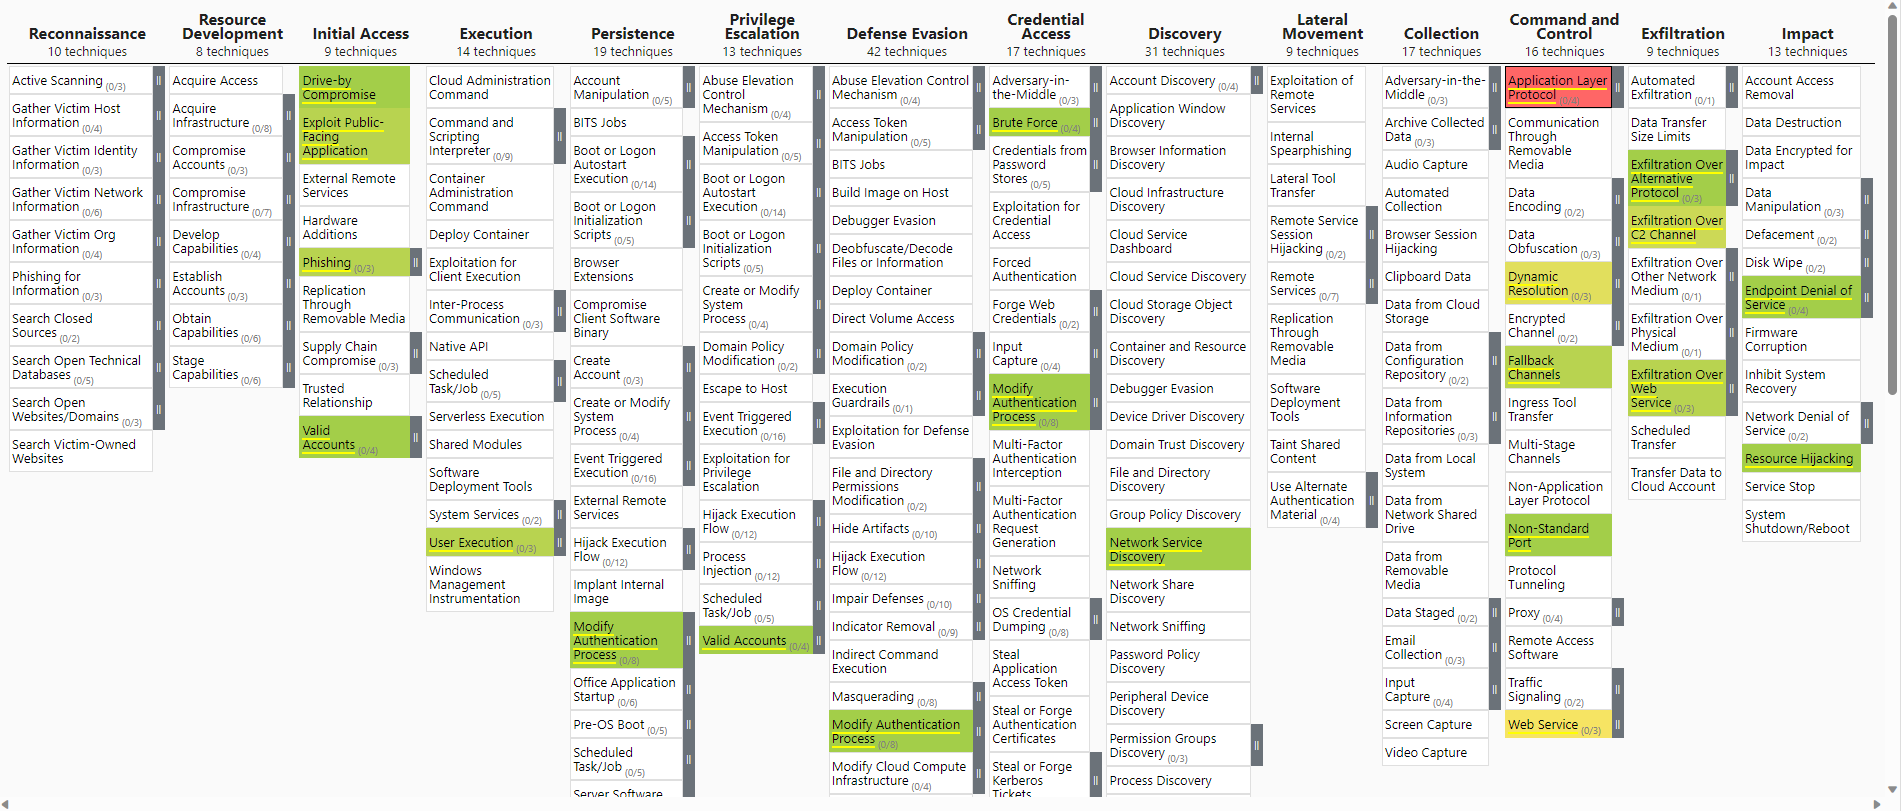 Reconnaissance
10 techniques
Active Scanning (0/3)
Gather Victim Host
Information (0/4)
Gather Victim Identity
Information (0/3)
Gather Victim Network
Information (0/6)
Gather Victim Org
Information (0/4)
Phishing for
Information (0/3)
Search Closed
Sources (0/2)
Search Open Technical
Databases (0/5)
Search Open
Websites/Domains (0/3)
Search Victim-Owned
Websites
Resource
Development
8 techniques
Acquire Access
Acquire
Infrastructure (0/8)
Compromise
Accounts (0/3)
Compromise
Infrastructure (0/7)
Develop
Capabilities (0/4)
Establish
Accounts (0/3)
Obtain
Capabilities (0/6)
Stage
Capabilities (0/6)
Initial Access
9 techniques
Drive-by
Compromise
Exploit Public-
Facing
Application
External Remote
Services
Hardware
Additions
Phishing (0/3)
Replication
Through
Removable Media
Supply Chain
Compromise (0/3)
Trusted
Relationship
Valid
Accounts (0/4)
Execution
14 techniques
Cloud Administration
Command
Command and
Scripting
Interpreter (0/9)
Container
Administration
Command
Deploy Container
Exploitation for
Client Execution
Inter-Process
Communication (0/3)
Native API
Scheduled
Task/Job (0/5)
Serverless Execution
Shared Modules
Software
Deployment Tools
System Services (0/2)
User Execution (0/3)
Windows
Management
Instrumentation
Persistence
19 techniques
Account
Manipulation (0/5)
BITS Jobs
Boot or Logon
Autostart
Execution (0/14)
Boot or Logon
Initialization
Scripts (0/5)
Browser
Extensions
Compromise
Client Software
Binary
Create
Account (0/3)
Create or Modify
System
Process (0/4)
Event Triggered
Execution (0/16)
External Remote
Services
Hijack Execution
Flow (0/12)
Implant Internal
Image
Modify
Authentication
Process (0/8)
Office Application
Startup (0/6)
Pre-OS Boot (0/5)
Scheduled
Task/Job (0/5)
Server Software
Privilege
Escalation
13 techniques
Abuse Elevation
Control
Mechanism (0/4)
Access Token
Manipulation (0/5)
Boot or Logon
Autostart
Execution (0/14)
Boot or Logon
Initialization
Scripts (0/5)
Create or Modify
System
Process (0/4)
Domain Policy
Modification (0/2)
Escape to Host
Event Triggered
Execution (0/16)
Exploitation for
Privilege
Escalation
Hijack Execution
Flow (0/12)
Process
Injection (0/12)
Scheduled
Task/Job (0/5)
Valid Accounts (0/4)
Defense Evasion
42 techniques
Abuse Elevation Control
Mechanism (0/4)
Access Token
Manipulation (0/5)
BITS Jobs
Build Image on Host
Debugger Evasion
Deobfuscate/Decode
Files or Information
Deploy Container
Direct Volume Access
Domain Policy
Modification (0/2)
Execution
Guardrails (0/1)
Exploitation for Defense
Evasion
File and Directory
Permissions
Modification (0/2)
Hide Artifacts (0/10)
Hijack Execution
Flow (0/12)
Impair Defenses (0/10)
Indicator Removal (0/9)
Indirect Command
Execution
Masquerading (0/8)
Modify Authentication
Process (0/8)
Modify Cloud Compute
Infrastructure (0/4)
Credential
Access
17 techniques
Adversary-in-
the-Middle (0/3)
Brute Force (0/4)
Credentials from
Password
Stores (0/5)
Exploitation for
Credential
Access
Forced
Authentication
Forge Web
Credentials (0/2)
Input
Capture (0/4)
Modify
Authentication
Process (0/8)
Multi-Factor
Authentication
Interception
Multi-Factor
Authentication
Request
Generation
Network
Sniffing
OS Credential
Dumping (0/8)
Steal
Application
Access Token
Steal or Forge
Authentication
Certificates
Steal or Forge
Kerberos
Tickets
Discovery
31 techniques
Account Discovery (0/4)
Application Window
Discovery
Browser Information
Discovery
Cloud Infrastructure
Discovery
Cloud Service
Dashboard
Cloud Service Discovery
Cloud Storage Object
Discovery
Container and Resource
Discovery
Debugger Evasion
Device Driver Discovery
Domain Trust Discovery
File and Directory
Discovery
Group Policy Discovery
Network Service
Discovery
Network Share
Discovery
Network Sniffing
Password Policy
Discovery
Peripheral Device
Discovery
Permission Groups
Discovery (0/3)
Process Discovery
Lateral
Movement
9 techniques
Exploitation of
Remote
Services
Internal
Spearphishing
Lateral Tool
Transfer
Remote Service
Session
Hijacking (0/2)
Remote
Services (0/7)
Replication
Through
Removable
Media
Software
Deployment
Tools
Taint Shared
Content
Use Alternate
Authentication
Material (0/4)
Collection
17 techniques
Adversary-in-the-
Middle (0/3)
Archive Collected
Data (0/3)
Audio Capture
Automated
Collection
Browser Session
Hijacking
Clipboard Data
Data from Cloud
Storage
Data from
Configuration
Repository (0/2)
Data from
Information
Repositories (0/3)
Data from Local
System
Data from
Network Shared
Drive
Data from
Removable
Media
Data Staged (0/2)
Email
Collection (0/3)
Input
Capture (0/4)
Screen Capture
Video Capture
Command and
Control
16 techniques
Application Layer
Protocol (0/4)
Communication
Through
Removable
Media
Data
Encoding (0/2)
Data
Obfuscation (0/3)
Dynamic
Resolution (0/3)
Encrypted
Channel (0/2)
Fallback
Channels
Ingress Tool
Transfer
Multi-Stage
Channels
Non-Application
Layer Protocol
Non-Standard
Port
Protocol
Tunneling
Proxy (0/4)
Remote Access
Software
Traffic
Signaling (0/2)
Web Service (0/3)
Exfiltration
9 techniques
Automated
Exfiltration (0/1)
Data Transfer
Size Limits
Exfiltration Over
Alternative
Protocol (0/3)
Exfiltration Over
C2 Channel
Exfiltration Over
Other Network
Medium (0/1)
Exfiltration Over
Physical
Medium (0/1)
Exfiltration Over
Web
Service (0/3)
Scheduled
Transfer
Transfer Data to
Cloud Account
Impact
13 techniques
Account Access
Removal
Data Destruction
Data Encrypted for
Impact
Data
Manipulation (0/3)
Defacement (0/2)
Disk Wipe (0/2)
Endpoint Denial of
Service (0/4)
Firmware
Corruption
Inhibit System
Recovery
Network Denial of
Service (0/2)
Resource Hijacking
Service Stop
System
Shutdown/Reboot